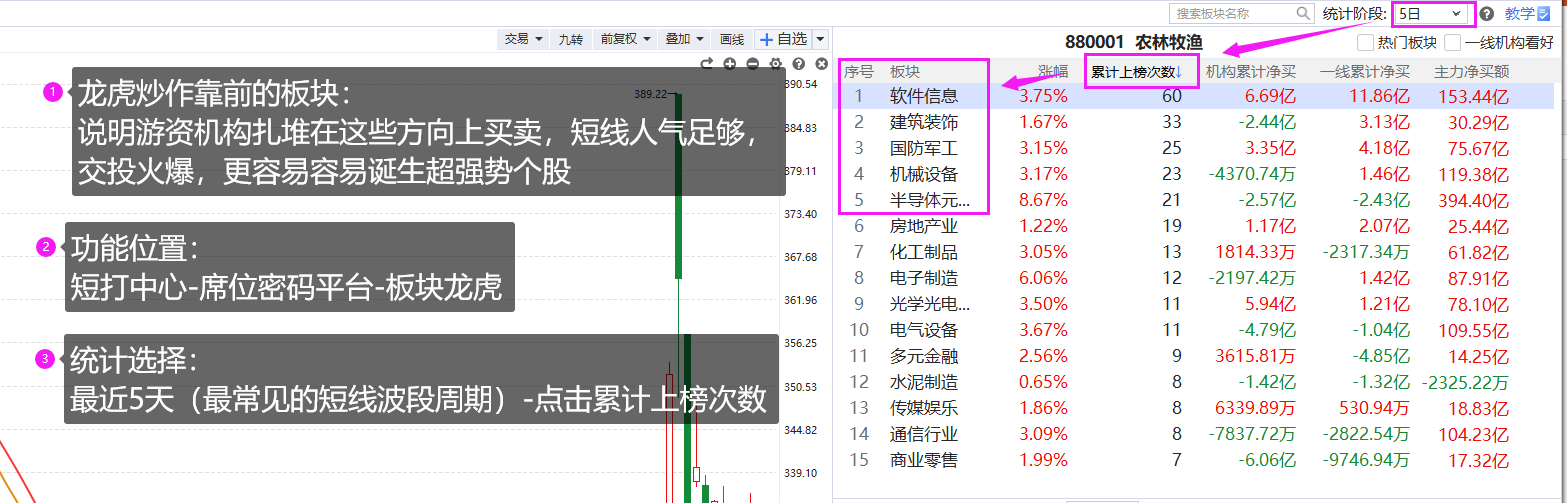 搜索板块名称 统计阶段: 5日 ? 教学
交易 九转 前复权 叠加 画线 + 自选
880001 农林牧渔
热门板块 一线机构看好
390.54
389.22
384.83
379.11
373.40
367.68
361.96
356.25
350.53
344.82
339.10
1
龙虎炒作靠前的板块：
说明游资机构扎堆在这些方向上买卖，短线人气足够，
交投火爆，更容易容易诞生超强势个股
2
功能位置：
短打中心-席位密码平台-板块龙虎
3
统计选择：
最近5天（最常见的短线波段周期）-点击累计上榜次数
序号 板块 涨幅 累计上榜次数↓ 机构累计净买 一线累计净买 主力净买额
1 软件信息 3.75% 60 6.69亿 11.86亿 153.44亿
2 建筑装饰 1.67% 33 -2.44亿 3.13亿 30.29亿
3 国防军工 3.15% 25 3.35亿 4.18亿 75.67亿
4 机械设备 3.17% 23 -4370.74万 1.46亿 119.38亿
5 半导体元... 8.67% 21 -2.57亿 -2.43亿 394.40亿
6 房地产业 1.22% 19 1.17亿 2.07亿 25.44亿
7 化工制品 3.05% 13 1814.33万 -2317.34万 61.82亿
8 电子制造 6.06% 12 -2197.42万 1.42亿 87.91亿
9 光学光电... 3.50% 11 5.94亿 1.21亿 78.10亿
10 电气设备 3.67% 11 -4.79亿 -1.04亿 109.55亿
11 多元金融 2.56% 9 3615.81万 -4.85亿 14.25亿
12 水泥制造 0.65% 8 -1.42亿 -1.32亿 -2325.22万
13 传媒娱乐 1.86% 8 6339.89万 530.94万 18.83亿
14 通信行业 3.09% 8 -7837.72万 -2822.54万 104.23亿
15 商业零售 1.99% 7 -6.06亿 -9746.94万 17.32亿